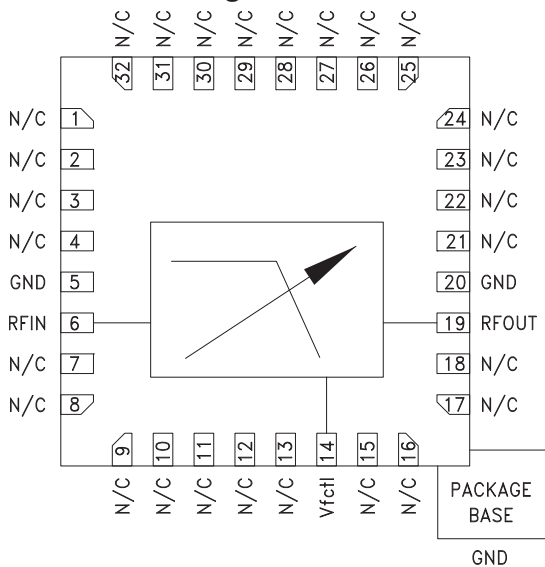 N/C N/C N/C N/C N/C N/C N/C N/C
32 31 30 29 28 27 26 25
N/C 1
N/C 2
N/C 3
N/C 4
GND 5
RFIN 6
N/C 7
N/C 8
24 N/C
23 N/C
22 N/C
21 N/C
20 GND
19 RFOUT
18 N/C
17 N/C
9 10 11 12 13 14 15 16
N/C N/C N/C N/C N/C Vfctl N/C N/C
PACKAGE
BASE
GND